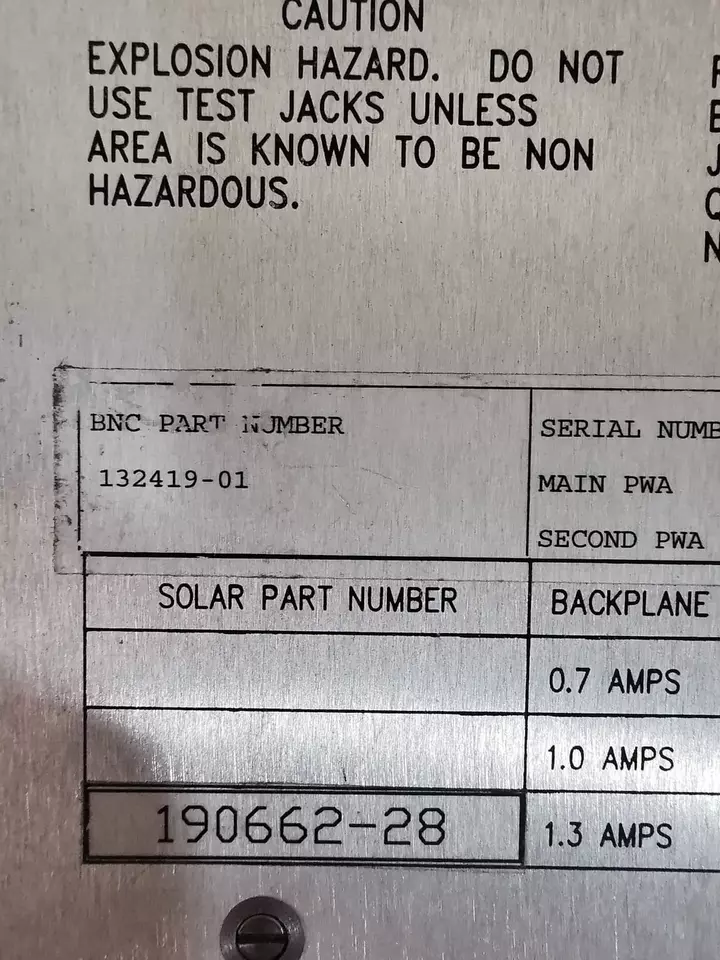 CAUTION
EXPLOSION HAZARD. DO NOT
USE TEST JACKS UNLESS
AREA IS KNOWN TO BE NON
HAZARDOUS.
BNC PART NUMBER
132419-01
SERIAL NUMB
MAIN PWA
SECOND PWA
SOLAR PART NUMBER
BACKPLANE
0.7 AMPS
1.0 AMPS
190662-28
1.3 AMPS